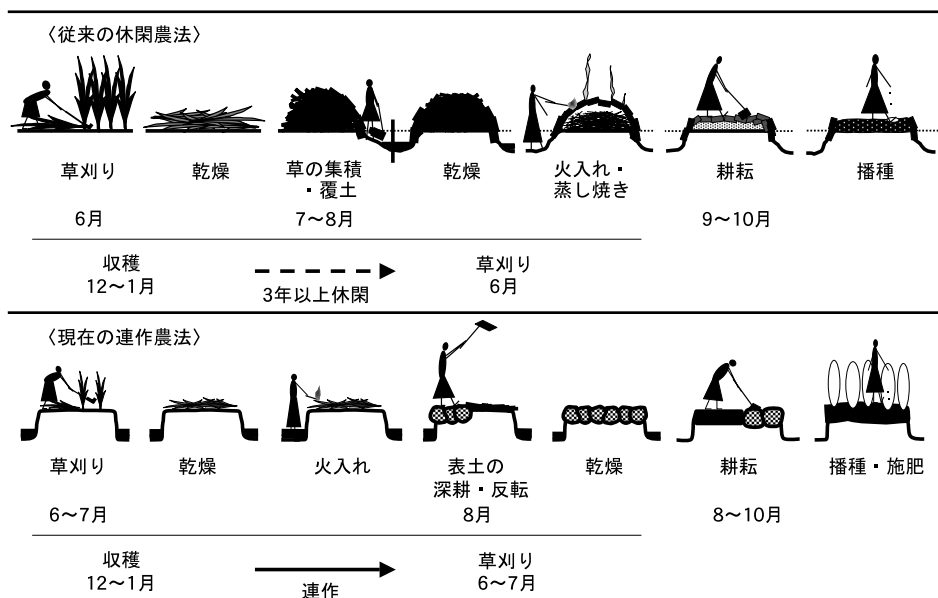 〈従来の休閑農法〉
草刈り
乾燥
草の集積
・覆土
乾燥
火入れ・
蒸し焼き
耕耘
播種
6月
7〜8月
9〜10月
収穫
12〜1月
3年以上休閑
草刈り
6月
〈現在の連作農法〉
草刈り
乾燥
火入れ
表土の
深耕・反転
乾燥
耕耘
播種・施肥
6〜7月
8月
8〜10月
収穫
12〜1月
連作
草刈り
6〜7月